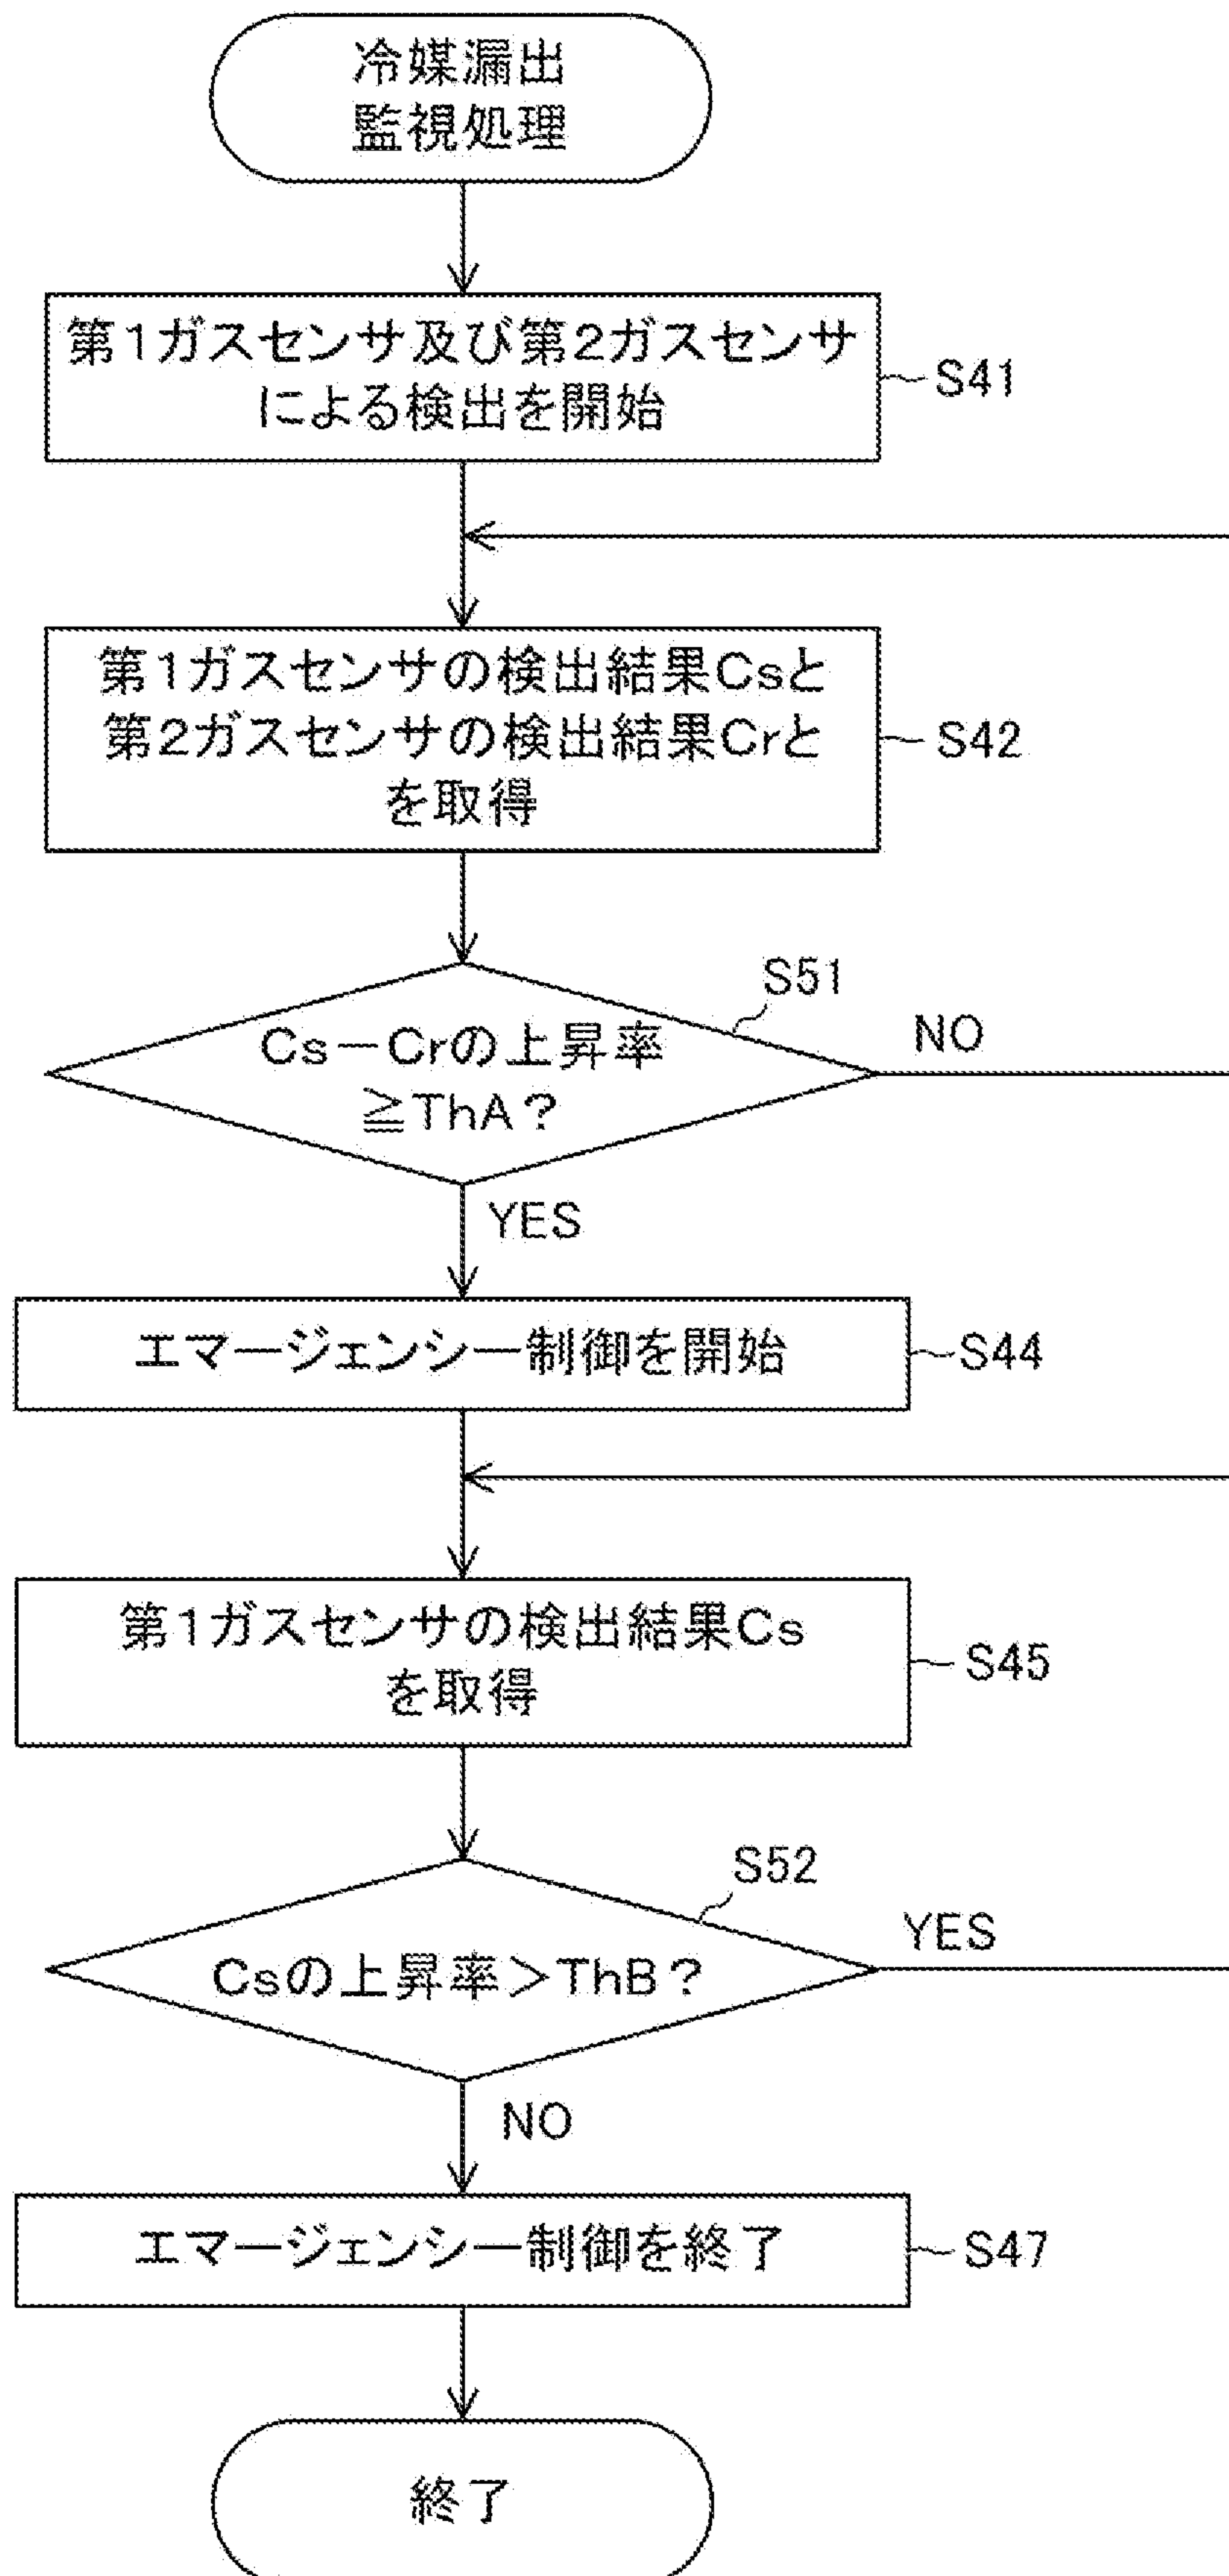 冷媒漏出
監視処理
第1ガスセンサ及び第2ガスセンサ
による検出を開始
S41
第1ガスセンサの検出結果Csと
第2ガスセンサの検出結果Crと
を取得
S42
S51
Cs－Crの上昇率
≧ThA？
NO
YES
エマージェンシー制御を開始
S44
第1ガスセンサの検出結果Cs
を取得
S45
S52
Csの上昇率＞ThB？
YES
NO
エマージェンシー制御を終了
S47
終了